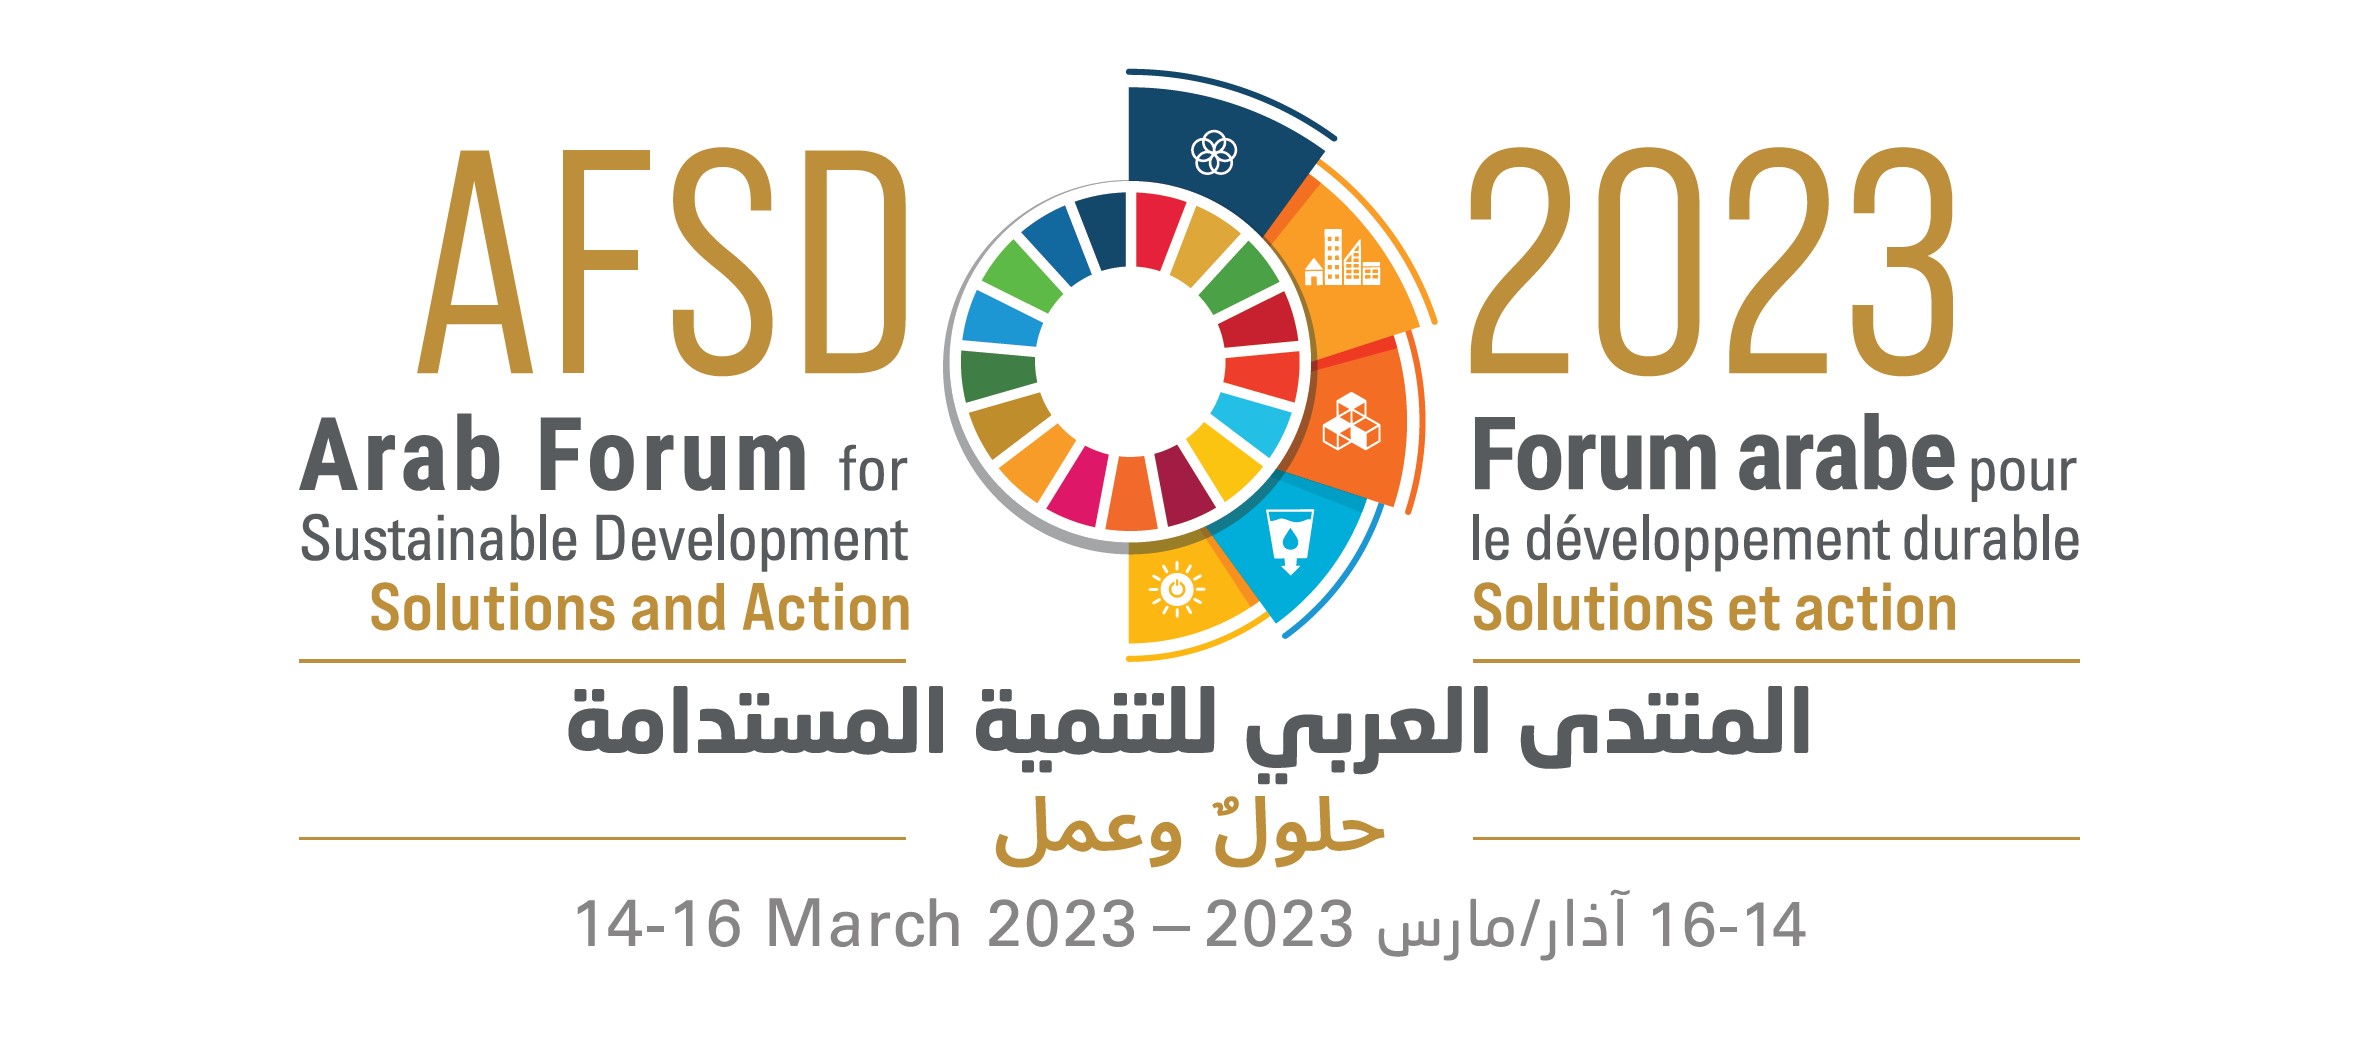 AFSD 2023
Arab Forum for
Sustainable Development
Solutions and Action
Forum arabe pour
le développement durable
Solutions et action
المنتدى العربي للتنمية المستدامة
حلولٌ وعمل
14-16 March 2023 – 2023 آذار/مارس 16-14